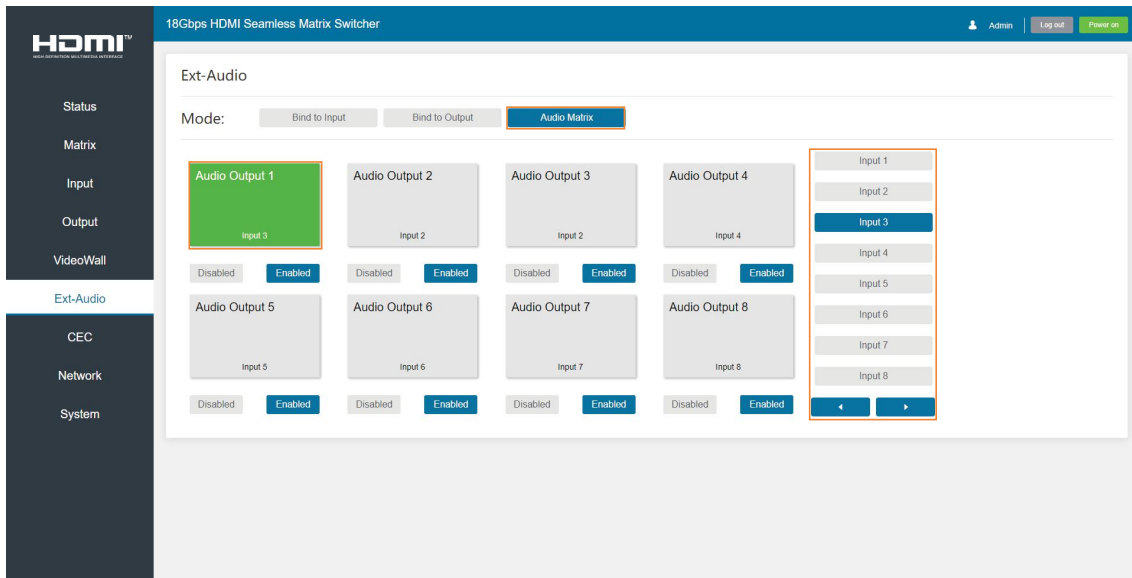 HDMI™
HIGH-DEFINITION MULTIMEDIA INTERFACE
18Gbps HDMI Seamless Matrix Switcher
Admin
Log out
Power on
Status
Matrix
Input
Output
VideoWall
Ext-Audio
CEC
Network
System
Ext-Audio
Mode:
Bind to Input
Bind to Output
Audio Matrix
Audio Output 1
Input 3
Audio Output 2
Input 2
Audio Output 3
Input 2
Audio Output 4
Input 4
Disabled
Enabled
Disabled
Enabled
Disabled
Enabled
Disabled
Enabled
Audio Output 5
Input 5
Audio Output 6
Input 6
Audio Output 7
Input 7
Audio Output 8
Input 8
Disabled
Enabled
Disabled
Enabled
Disabled
Enabled
Disabled
Enabled
Input 1
Input 2
Input 3
Input 4
Input 5
Input 6
Input 7
Input 8